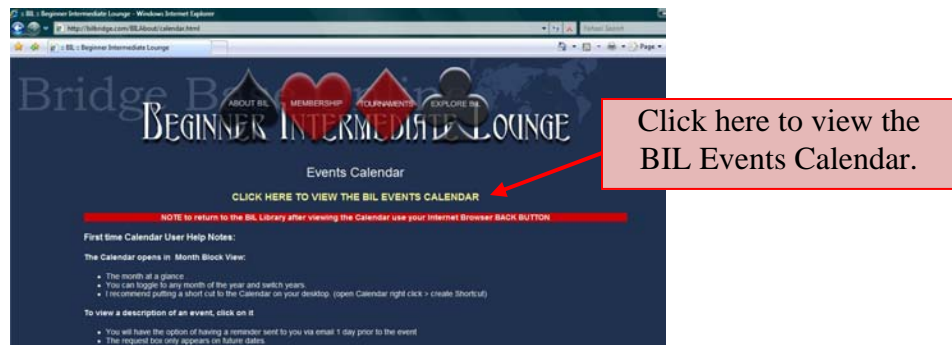 : BIL :: Beginner Intermediate Lounge - Windows Internet Explorer
http://bilbridge.com/BILAbout/calendar.html
:: BIL :: Beginner Intermediate Lounge
Page
Bridge
ABOUT BIL
MEMBERSHIP
TOURNAMENTS
EXPLORE BIL
BEGINNER INTERMEDIATE LOUNGE
Click here to view the
BIL Events Calendar.
Events Calendar
CLICK HERE TO VIEW THE BIL EVENTS CALENDAR
NOTE to return to the BIL Library after viewing the Calendar use your Internet Browser BACK BUTTON
First time Calendar User Help Notes:
The Calendar opens in Month Block View:
• The month at a glance
• You can toggle to any month of the year and switch years.
• I recommend putting a short cut to the Calendar on your desktop. (open Calendar right click > create Shortcut)
To view a description of an event, click on it
• You will have the option of having a reminder sent to you via email 1 day prior to the event
• The request box only appears on future dates